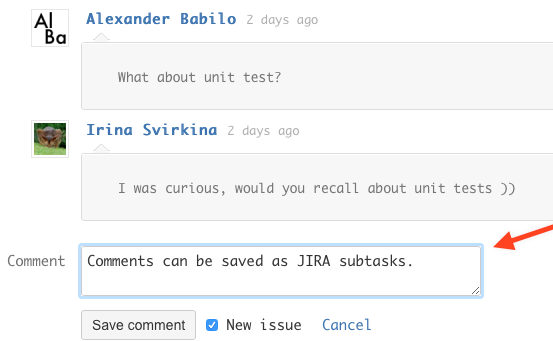 Al
Ba
Alexander Babilo 2 days ago
What about unit test?
Irina Svirkina 2 days ago
I was curious, would you recall about unit tests ))
Comment
Comments can be saved as JIRA subtasks.
Save comment New issue Cancel